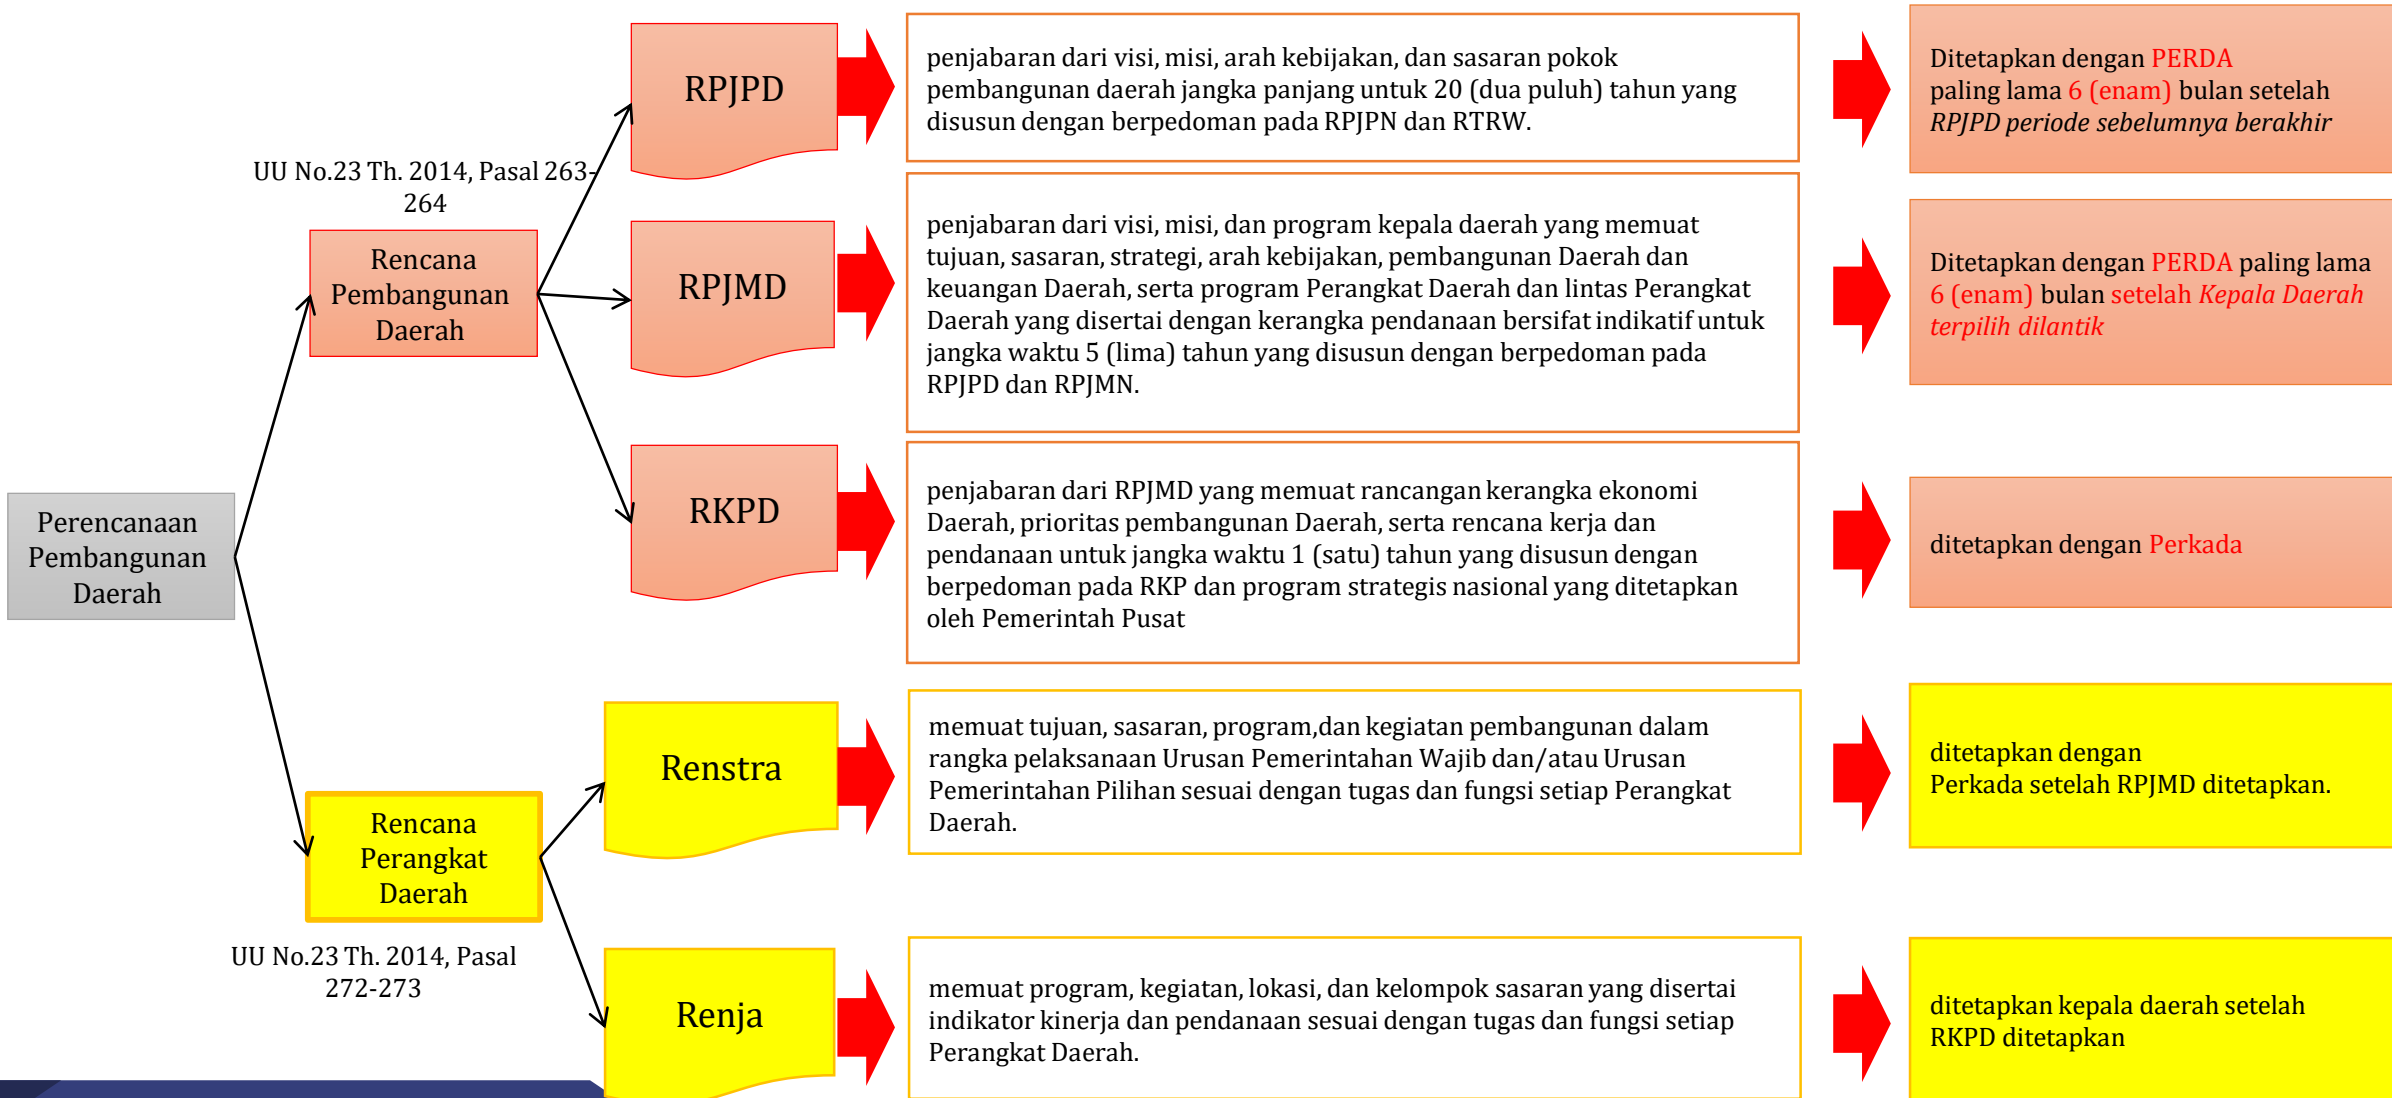 RPJPD
penjabaran dari visi, misi, arah kebijakan, dan sasaran pokok
pembangunan daerah jangka panjang untuk 20 (dua puluh) tahun yang
disusun dengan berpedoman pada RPJPN dan RTRW.
Ditetapkan dengan PERDA
paling lama 6 (enam) bulan setelah
RPJPD periode sebelumnya berakhir
UU No.23 Th. 2014, Pasal 263-
264
Rencana
Pembangunan
Daerah
RPJMD
penjabaran dari visi, misi, dan program kepala daerah yang memuat
tujuan, sasaran, strategi, arah kebijakan, pembangunan Daerah dan
keuangan Daerah, serta program Perangkat Daerah dan lintas Perangkat
Daerah yang disertai dengan kerangka pendanaan bersifat indikatif untuk
jangka waktu 5 (lima) tahun yang disusun dengan berpedoman pada
RPJPD dan RPJMN.
Ditetapkan dengan PERDA paling lama
6 (enam) bulan setelah Kepala Daerah
terpilih dilantik
Perencanaan
Pembangunan
Daerah
RKPD
penjabaran dari RPJMD yang memuat rancangan kerangka ekonomi
Daerah, prioritas pembangunan Daerah, serta rencana kerja dan
pendanaan untuk jangka waktu 1 (satu) tahun yang disusun dengan
berpedoman pada RKP dan program strategis nasional yang ditetapkan
oleh Pemerintah Pusat
ditetapkan dengan Perkada
Renstra
memuat tujuan, sasaran, program,dan kegiatan pembangunan dalam
rangka pelaksanaan Urusan Pemerintahan Wajib dan/atau Urusan
Pemerintahan Pilihan sesuai dengan tugas dan fungsi setiap Perangkat
Daerah.
ditetapkan dengan
Perkada setelah RPJMD ditetapkan.
Rencana
Perangkat
Daerah
UU No.23 Th. 2014, Pasal
272-273
Renja
memuat program, kegiatan, lokasi, dan kelompok sasaran yang disertai
indikator kinerja dan pendanaan sesuai dengan tugas dan fungsi setiap
Perangkat Daerah.
ditetapkan kepala daerah setelah
RKPD ditetapkan